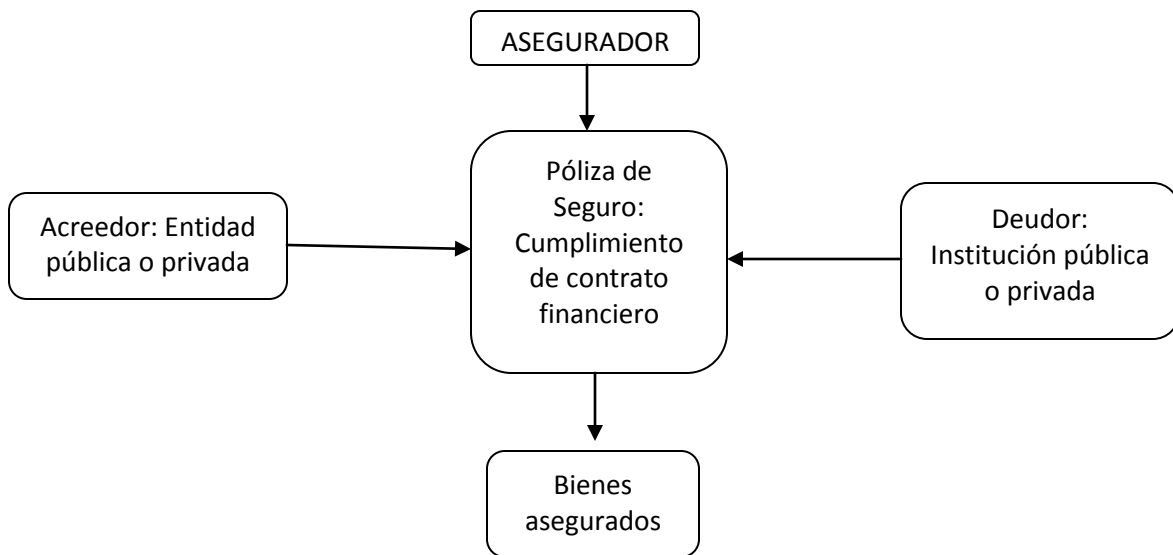 ASEGURADOR
Póliza de
Seguro:
Cumplimiento
de contrato
financiero
Acreedor: Entidad
pública o privada
Deudor:
Institución pública
o privada
Bienes
asegurados